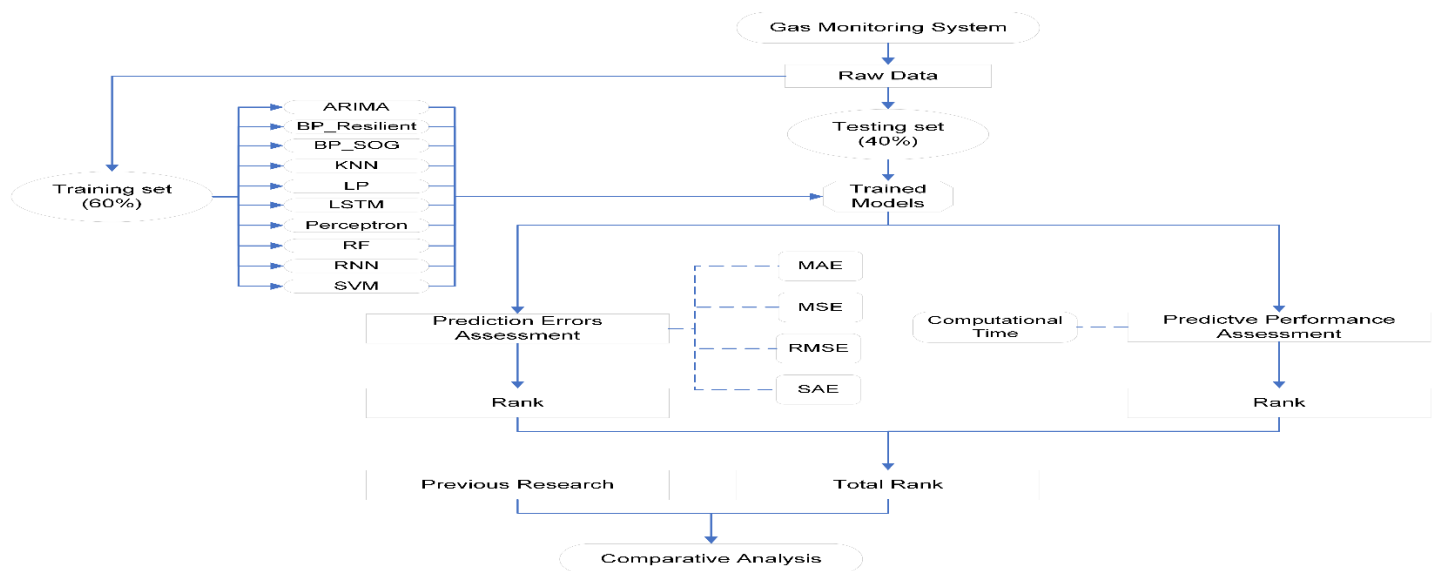 Gas Monitoring System
Raw Data
ARIMA
BP_Resilient
BP_SOG
KNN
LP
LSTM
Perceptron
RF
RNN
SVM
Training set
(60%)
Testing set
(40%)
Trained
Models
MAE
MSE
RMSE
SAE
Prediction Errors
Assessment
Computational
Time
Predictve Performance
Assessment
Rank
Rank
Previous Research
Total Rank
Comparative Analysis